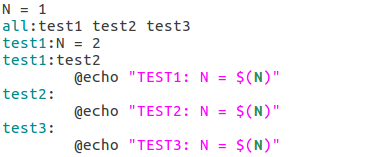 N = 1
all:test1 test2 test3
test1:N = 2
test1:test2
        @echo "TEST1: N = $(N)"
test2:
        @echo "TEST2: N = $(N)"
test3:
        @echo "TEST3: N = $(N)"